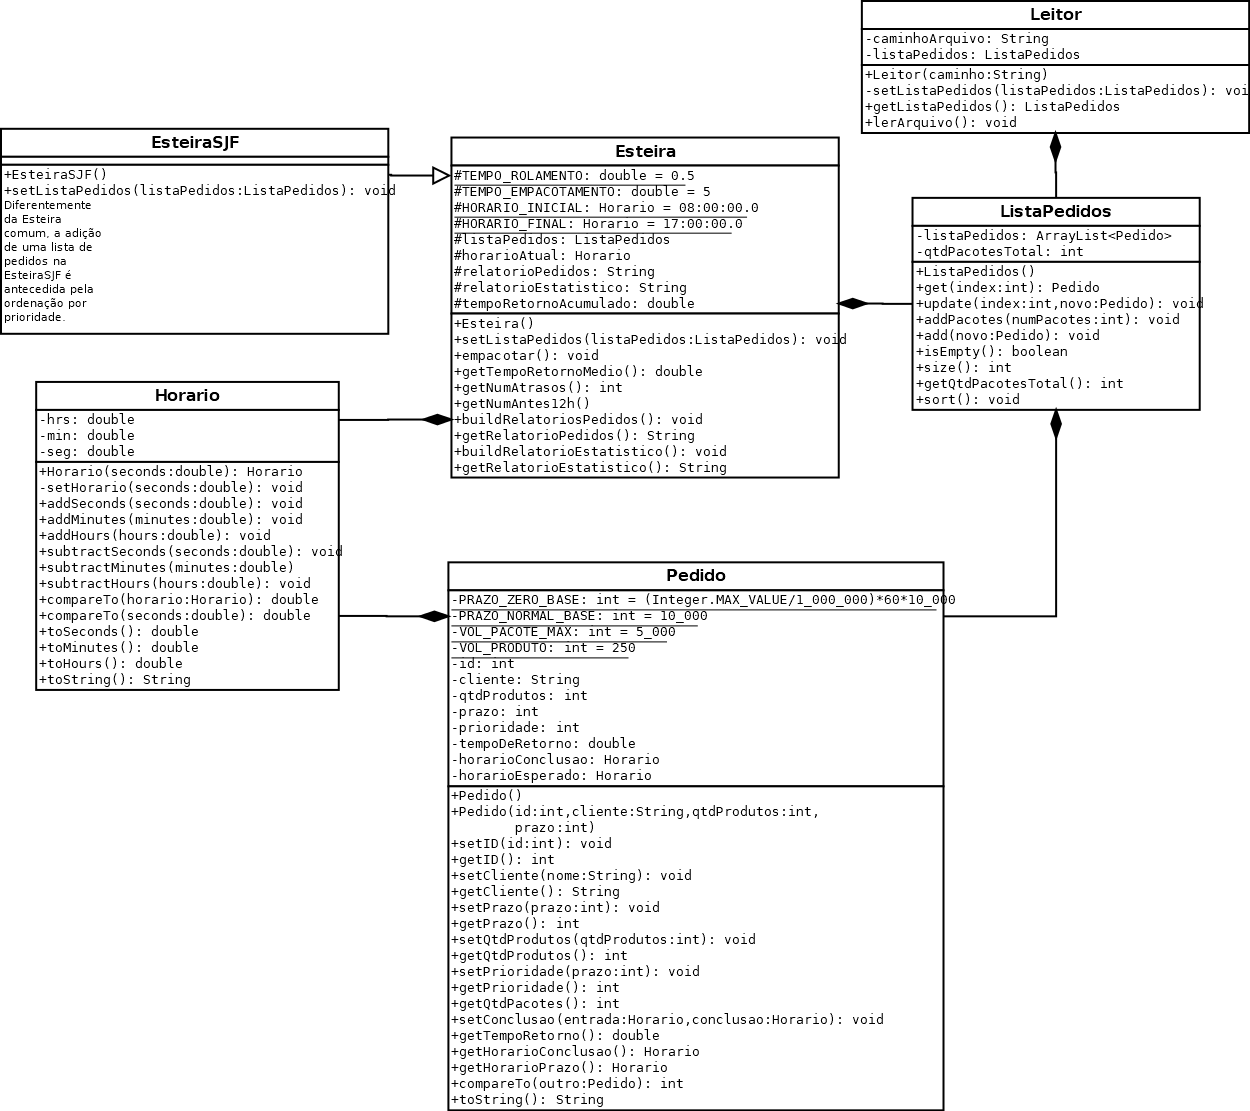 Leitor
-caminhoArquivo: String
-listaPedidos: ListaPedidos
+Leitor(caminho:String)
-setListaPedidos(listaPedidos:ListaPedidos): voi
+getListaPedidos(): ListaPedidos
+lerArquivo(): void
EsteiraSJF
+EsteiraSJF()
+setListaPedidos(listaPedidos:ListaPedidos): void
Diferentemente
da Esteira
comum, a adição
de uma lista de
pedidos na
EsteiraSJF é
antecedida pela
ordenação por
prioridade.
Esteira
#TEMPO_ROLAMENTO: double = 0.5
#TEMPO_EMPACOTAMENTO: double = 5
#HORARIO_INICIAL: Horario = 08:00:00.0
#HORARIO_FINAL: Horario = 17:00:00.0
#listaPedidos: ListaPedidos
#horarioAtual: Horario
#relatorioPedidos: String
#relatorioEstatistico: String
#tempoRetornoAcumulado: double
+Esteira()
+setListaPedidos(listaPedidos:ListaPedidos): void
+empacotar(): void
+getTempoRetornoMedio(): double
+getNumAtrasos(): int
+getNumAntes12h()
+buildRelatoriosPedidos(): void
+getRelatorioPedidos(): String
+buildRelatorioEstatistico(): void
+getRelatorioEstatistico(): String
ListaPedidos
-listaPedidos: ArrayList<Pedido>
-qtdPacotesTotal: int
+ListaPedidos()
+get(index:int): Pedido
+update(index:int,novo:Pedido): void
+addPacotes(numPacotes:int): void
+add(novo:Pedido): void
+isEmpty(): boolean
+size(): int
+getQtdPacotesTotal(): int
+sort(): void
Horario
-hrs: double
-min: double
-seg: double
+Horario(seconds:double): Horario
-setHorario(seconds:double): void
+addSeconds(seconds:double): void
+addMinutes(minutes:double): void
+addHours(hours:double): void
+subtractSeconds(seconds:double): void
+subtractMinutes(minutes:double)
+subtractHours(hours:double): void
+compareTo(horario:Horario): double
+compareTo(seconds:double): double
+toSeconds(): double
+toMinutes(): double
+toHours(): double
+toString(): String
Pedido
-PRAZO_ZERO_BASE: int = (Integer.MAX_VALUE/1_000_000)*60*10_000
-PRAZO_NORMAL_BASE: int = 10_000
-VOL_PACOTE_MAX: int = 5_000
-VOL_PRODUTO: int = 250
-id: int
-cliente: String
-qtdProdutos: int
-prazo: int
-prioridade: int
-tempoDeRetorno: double
-horarioConclusao: Horario
-horarioEsperado: Horario
+Pedido()
+Pedido(id:int,cliente:String,qtdProdutos:int,
prazo:int)
+setID(id:int): void
+getID(): int
+setCliente(nome:String): void
+getCliente(): String
+setPrazo(prazo:int): void
+getPrazo(): int
+setQtdProdutos(qtdProdutos:int): void
+getQtdProdutos(): int
+setPrioridade(prazo:int): void
+getPrioridade(): int
+getQtdPacotes(): int
+setConclusao(entrada:Horario,conclusao:Horario): void
+getTempoRetorno(): double
+getHorarioConclusao(): Horario
+getHorarioPrazo(): Horario
+compareTo(outro:Pedido): int
+toString(): String